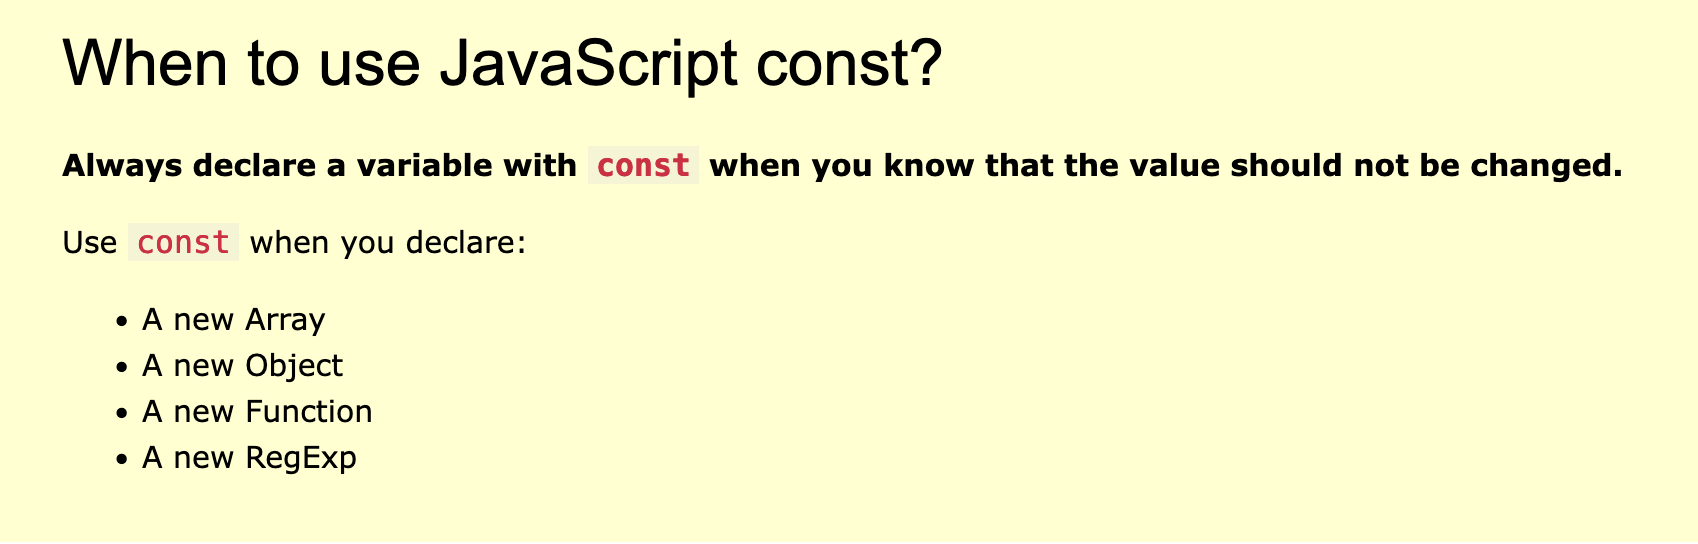 When to use JavaScript const?
Always declare a variable with const when you know that the value should not be changed.
Use const when you declare:
• A new Array
• A new Object
• A new Function
• A new RegExp